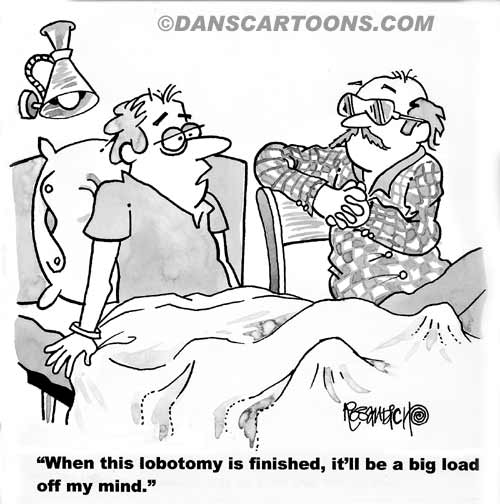 ©DANSCARTOONS.COM
"When this lobotomy is finished, it'll be a big load
off my mind."